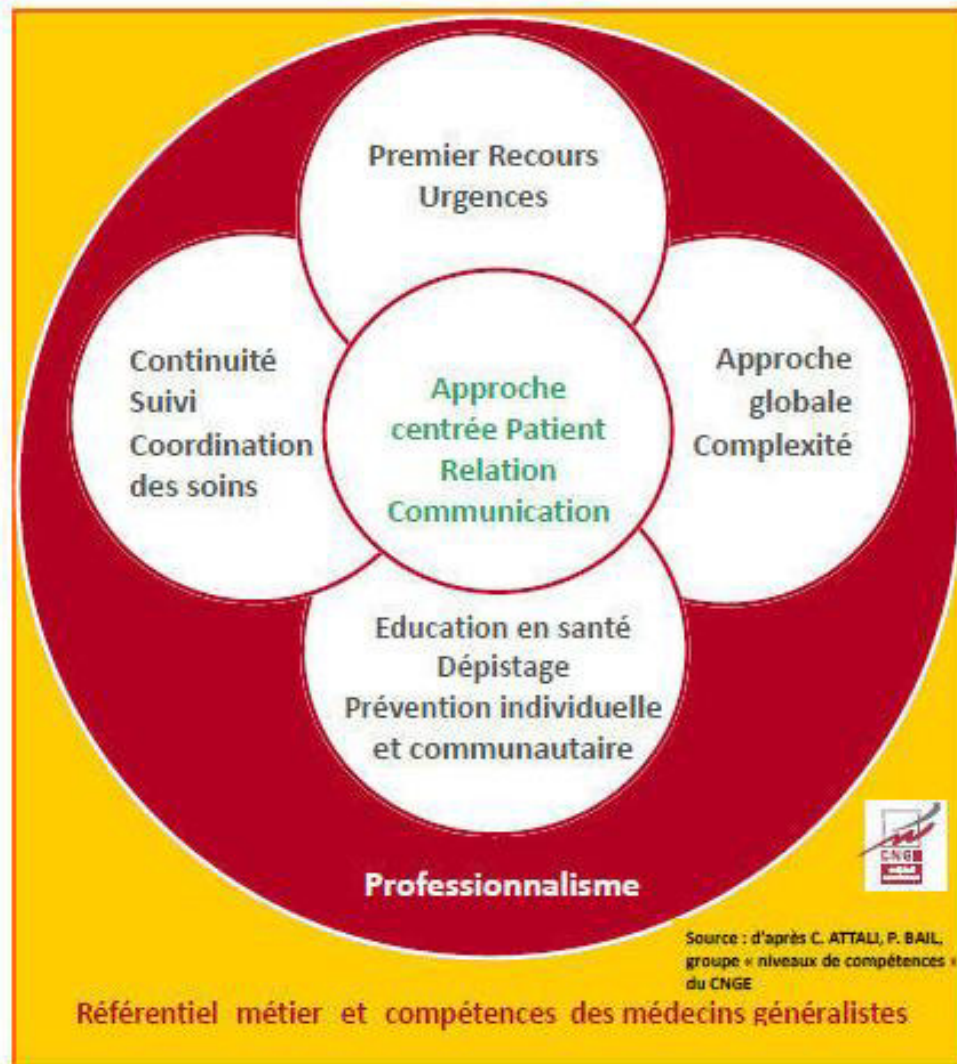 Premier Recours
Urgences
Continuité
Suivi
Coordination
des soins
Approche
centrée Patient
Relation
Communication
Approche
globale
Complexité
Education en santé
Dépistage
Prévention individuelle
et communautaire
Professionnalisme
CNGE
Source : d'après C. ATTALI, P. BAIL,
groupe « niveaux de compétences »
du CNGE
Référentiel métier et compétences des médecins généralistes